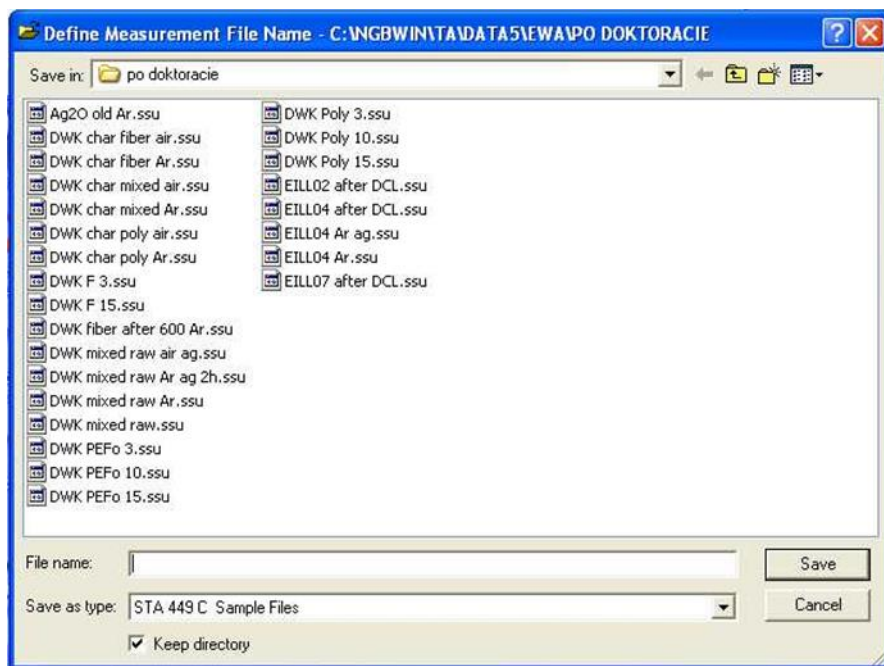 Define Measurement File Name - C:\NGBWIN\TA\DATA5\EWA\PO DOKTORACIE
Save in: po doktoracie
Ag2O old Ar.ssu
DWK char fiber air.ssu
DWK char fiber Ar.ssu
DWK char mixed air.ssu
DWK char mixed Ar.ssu
DWK char poly air.ssu
DWK char poly Ar.ssu
DWK F 3.ssu
DWK F 15.ssu
DWK fiber after 600 Ar.ssu
DWK mixed raw air ag.ssu
DWK mixed raw Ar ag 2h.ssu
DWK mixed raw Ar.ssu
DWK mixed raw.ssu
DWK PEFo 3.ssu
DWK PEFo 10.ssu
DWK PEFo 15.ssu
DWK Poly 3.ssu
DWK Poly 10.ssu
DWK Poly 15.ssu
EILL02 after DCL.ssu
EILL04 after DCL.ssu
EILL04 Ar ag.ssu
EILL04 Ar.ssu
EILL07 after DCL.ssu
File name:
Save
Save as type: STA 449 C Sample Files
Cancel
Keep directory